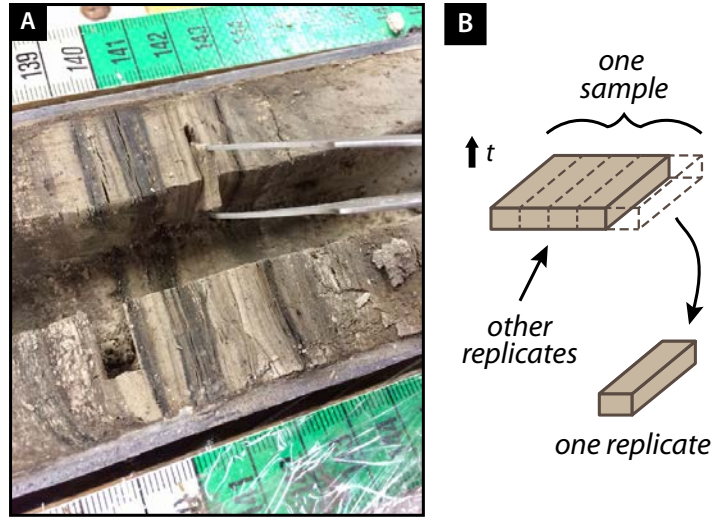 A
139
140
141
142
143
B
one
sample
t
other
replicates
one replicate